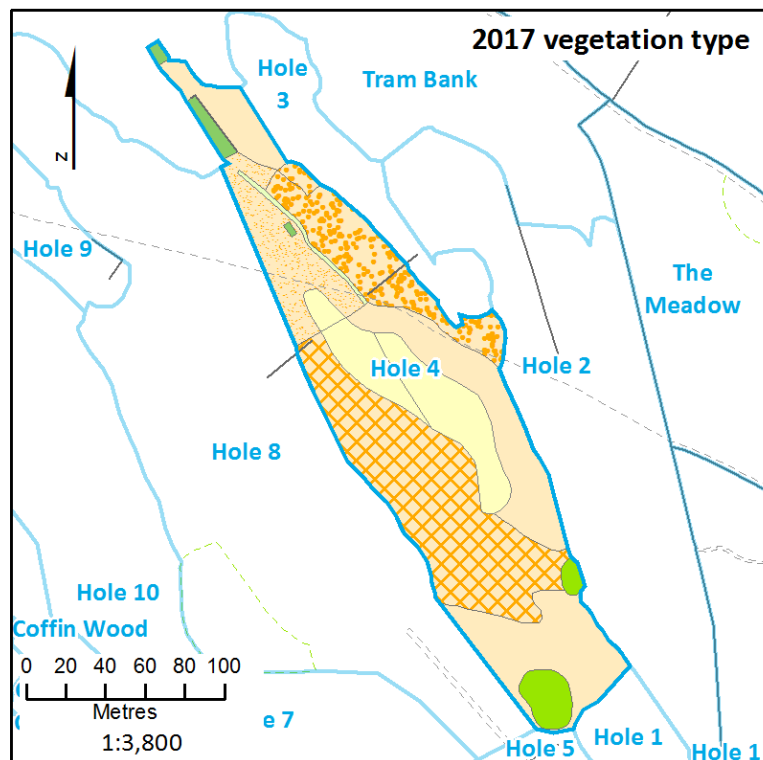 2017 vegetation type
Hole
3
Tram Bank
N
Hole 9
The
Meadow
Hole 4
Hole 2
Hole 8
Hole 10
Coffin Wood
0 20 40 60 80 100
Metres
1:3,800
e 7
Hole 5
Hole 1
Hole 1